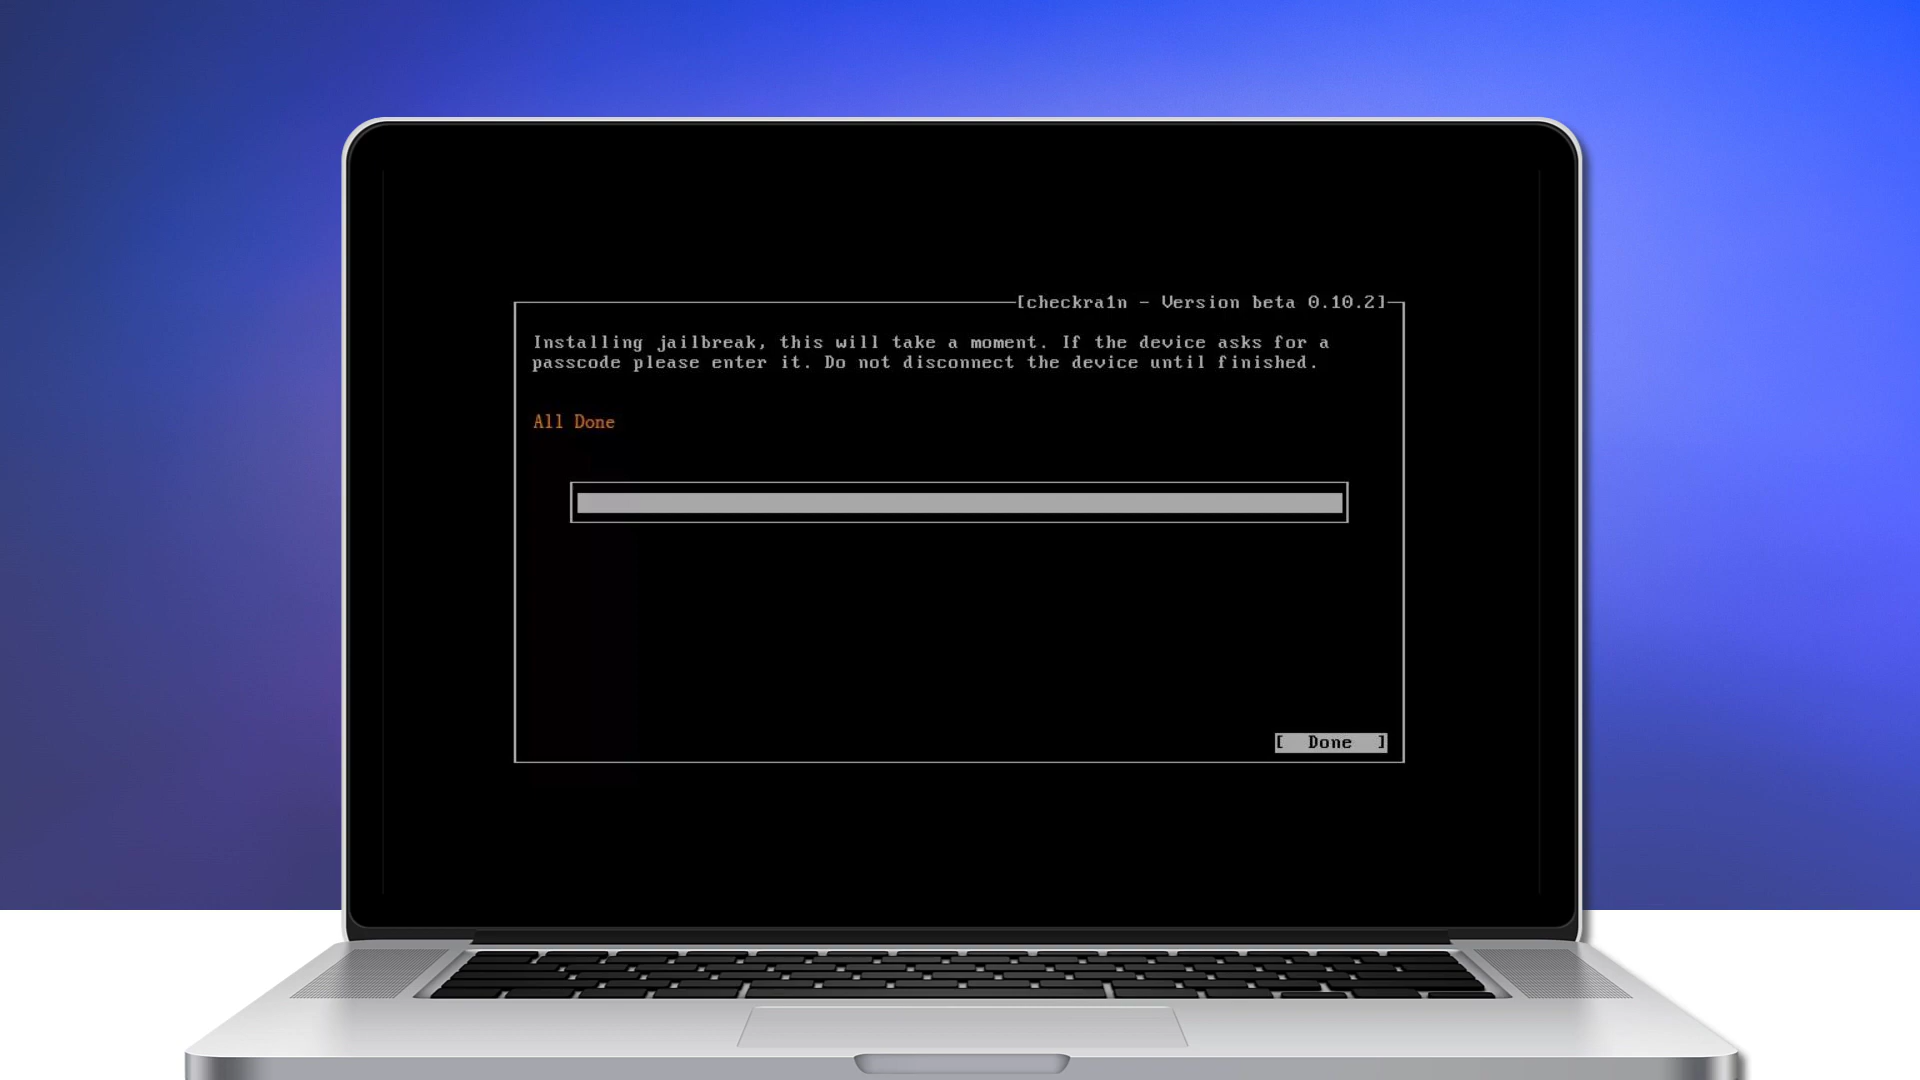 [checkra1n - Version beta 0.10.2]
Installing jailbreak, this will take a moment. If the device asks for a
passcode please enter it. Do not disconnect the device until finished.
All Done
[ Done ]